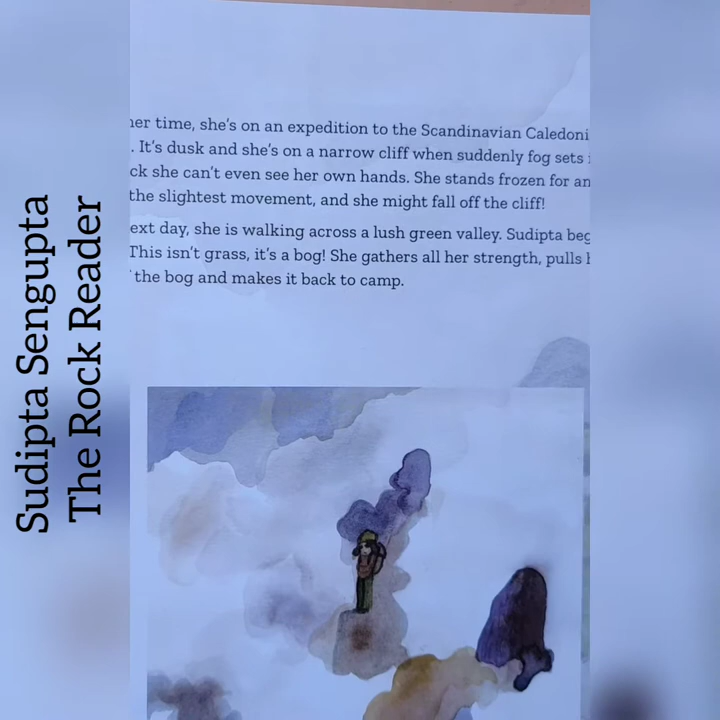 Sudipta Sengupta
The Rock Reader
her time, she's on an expedition to the Scandinavian Caledoni
. It's dusk and she's on a narrow cliff when suddenly fog sets
ck she can't even see her own hands. She stands frozen for an
the slightest movement, and she might fall off the cliff!
ext day, she is walking across a lush green valley. Sudipta beg
This isn't grass, it's a bog! She gathers all her strength, pulls
the bog and makes it back to camp.